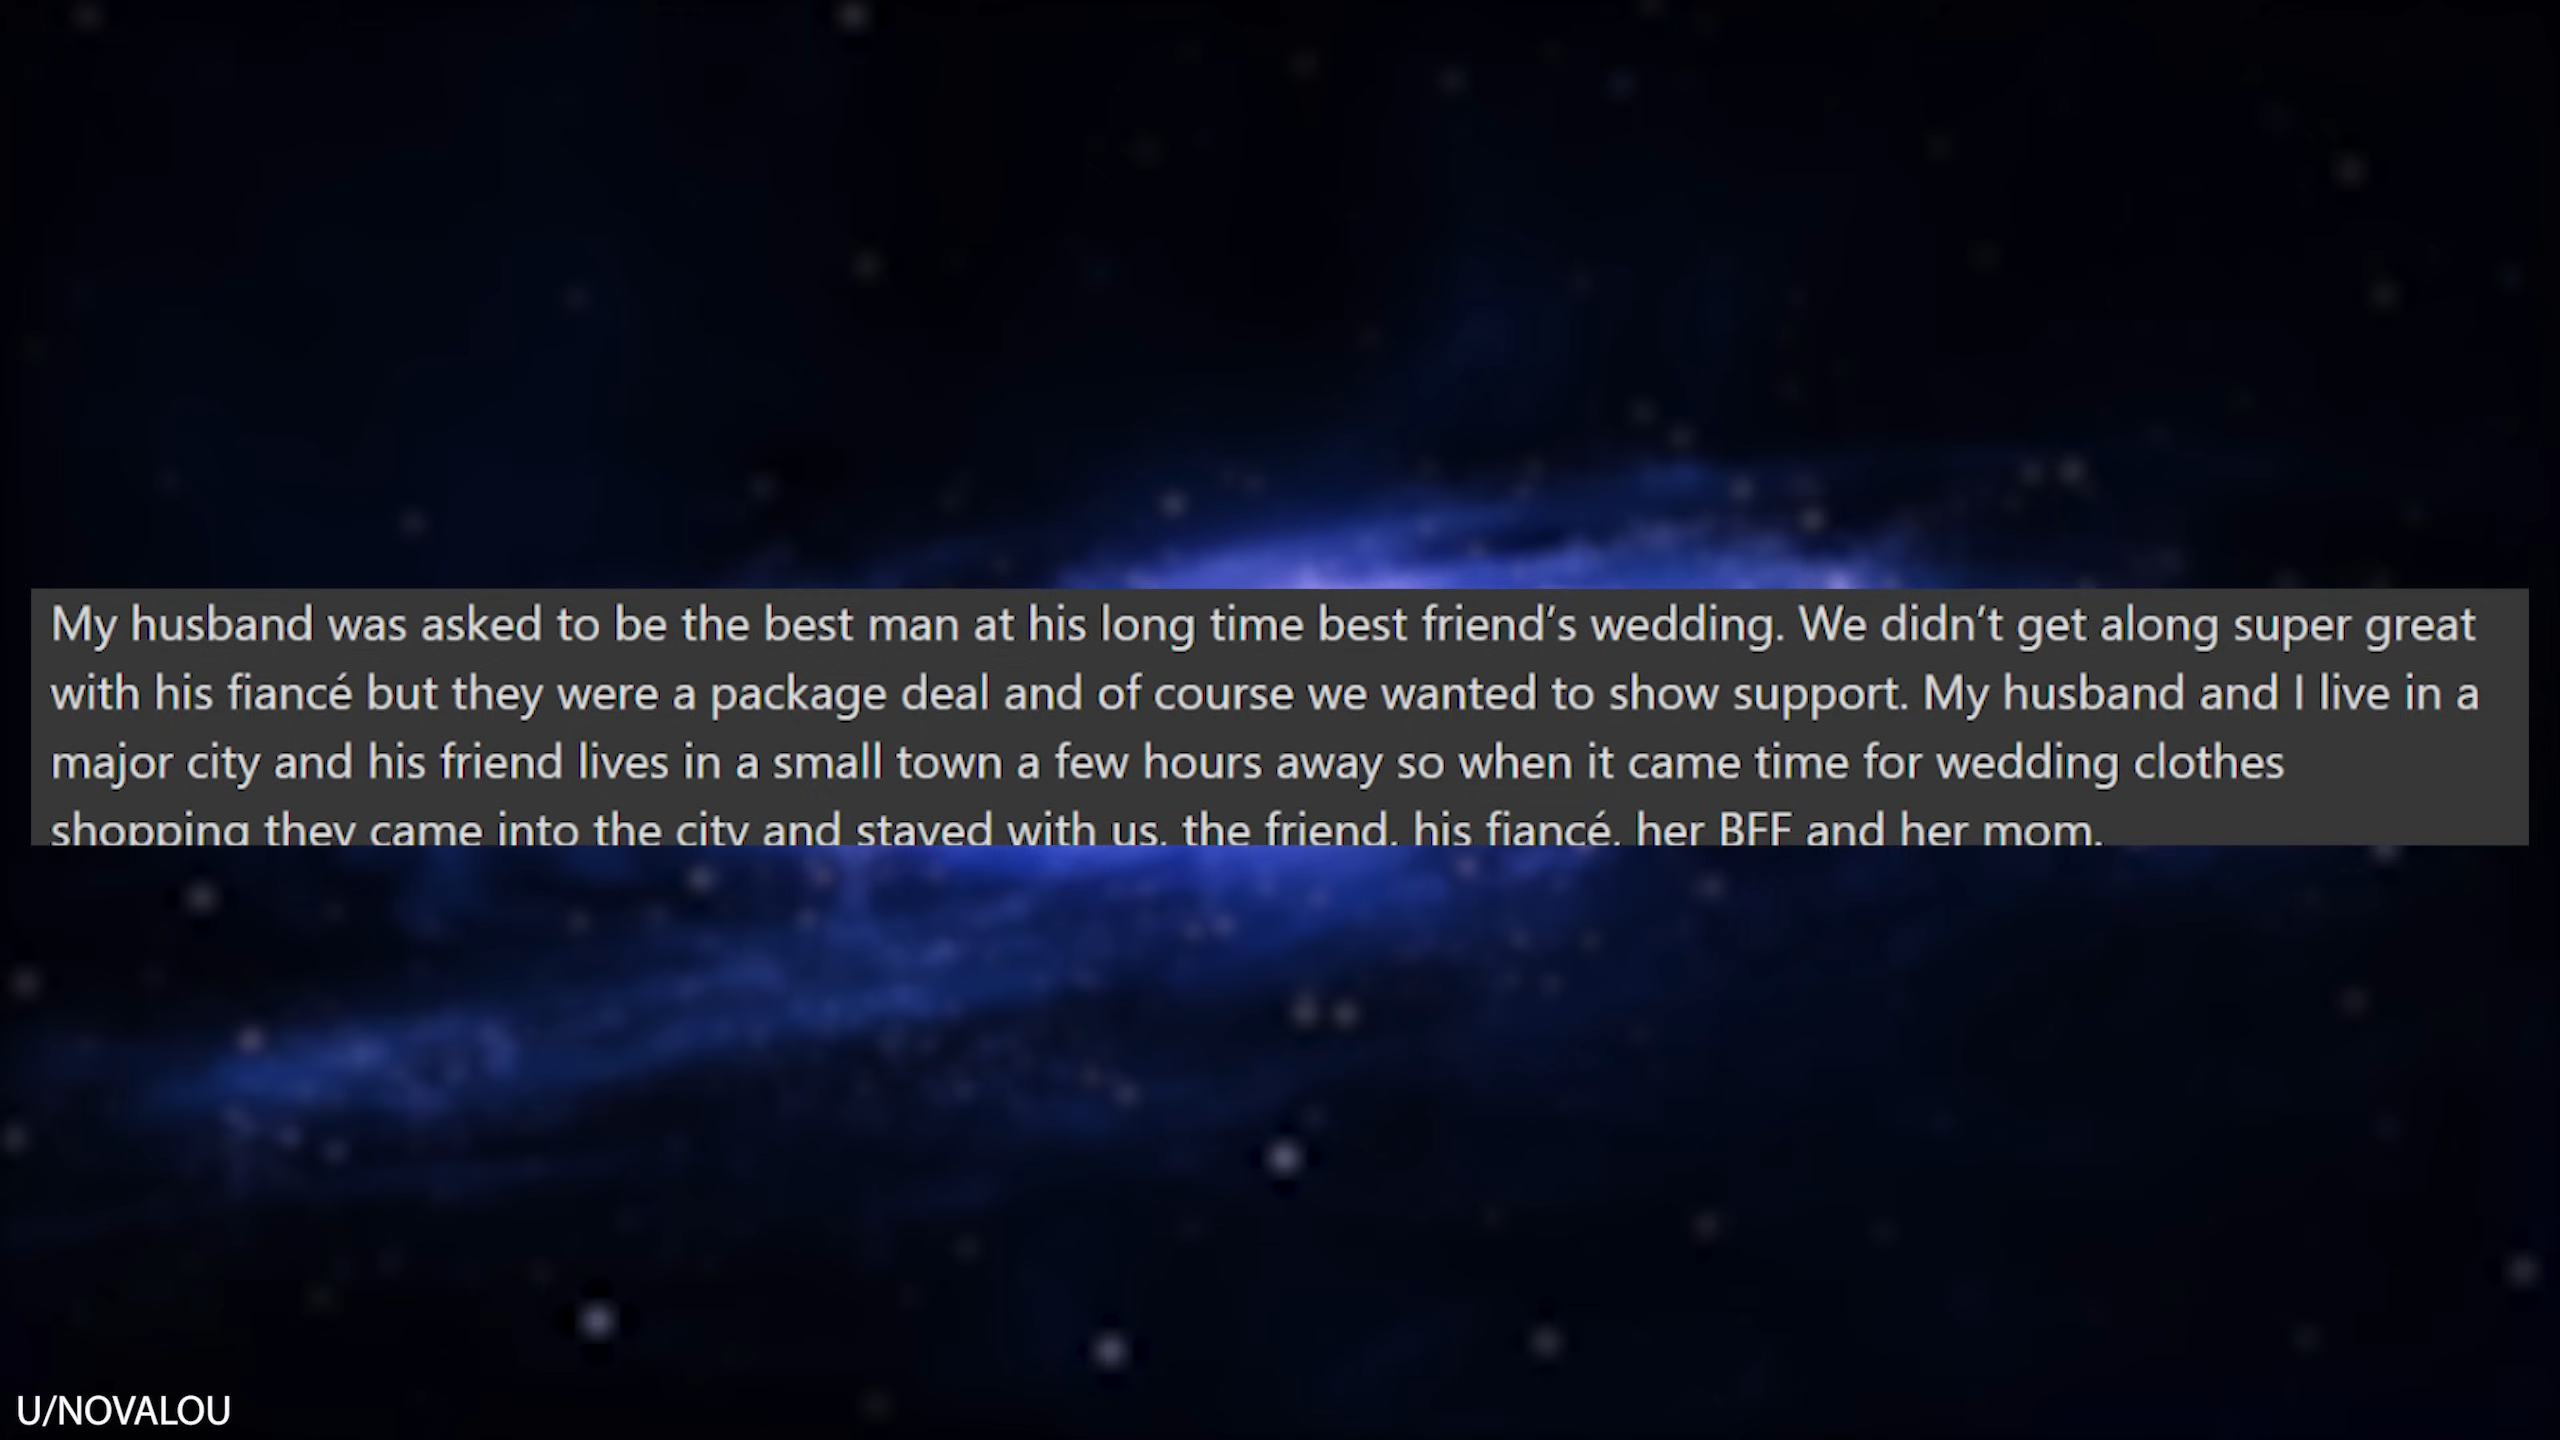 My husband was asked to be the best man at his long time best friend’s wedding. We didn’t get along super great
with his fiancé but they were a package deal and of course we wanted to show support. My husband and I live in a
major city and his friend lives in a small town a few hours away so when it came time for wedding clothes
shopping they came into the city and stayed with us, the friend, his fiancé, her BFF and her mom.
U/NOVALOU